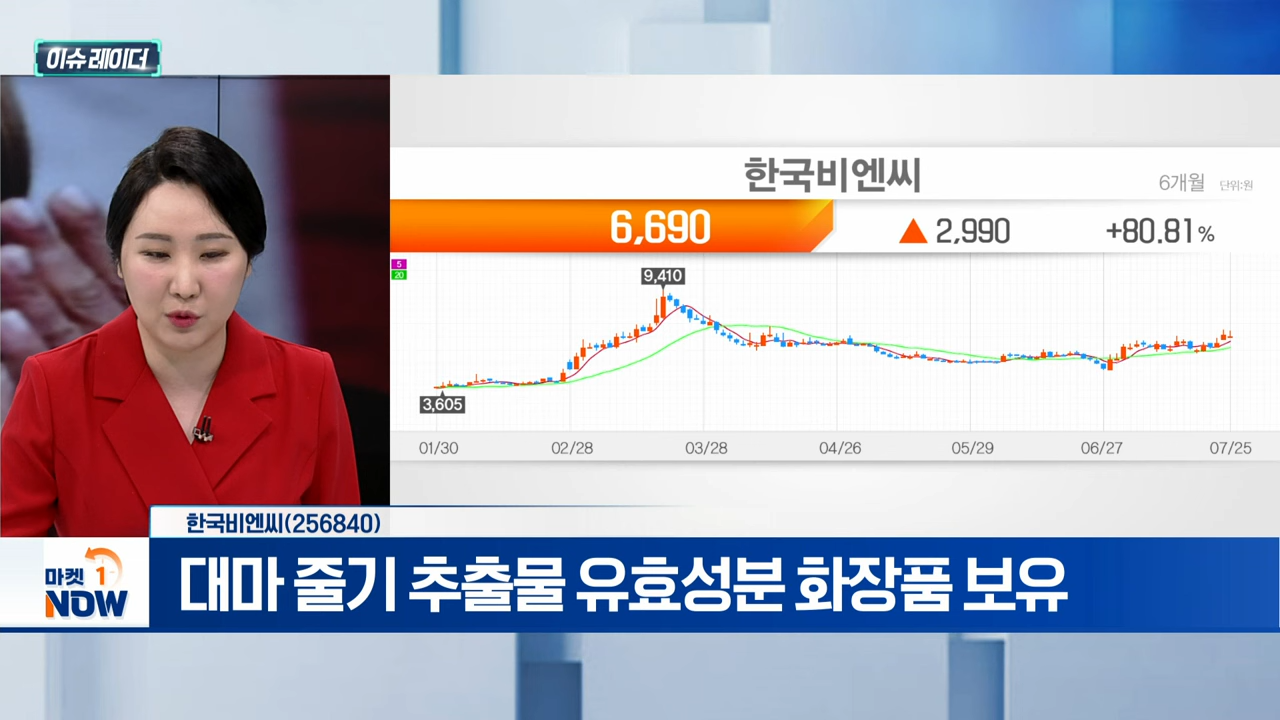 이슈 레이더
한국비엔씨
6개월 단위:원
6,690 ▲ 2,990 +80.81%
5
20
9,410
3,605
01/30 02/28 03/28 04/26 05/29 06/27 07/25
한국비엔씨(256840)
마켓 1
NOW
대마 줄기 추출물 유효성분 화장품 보유